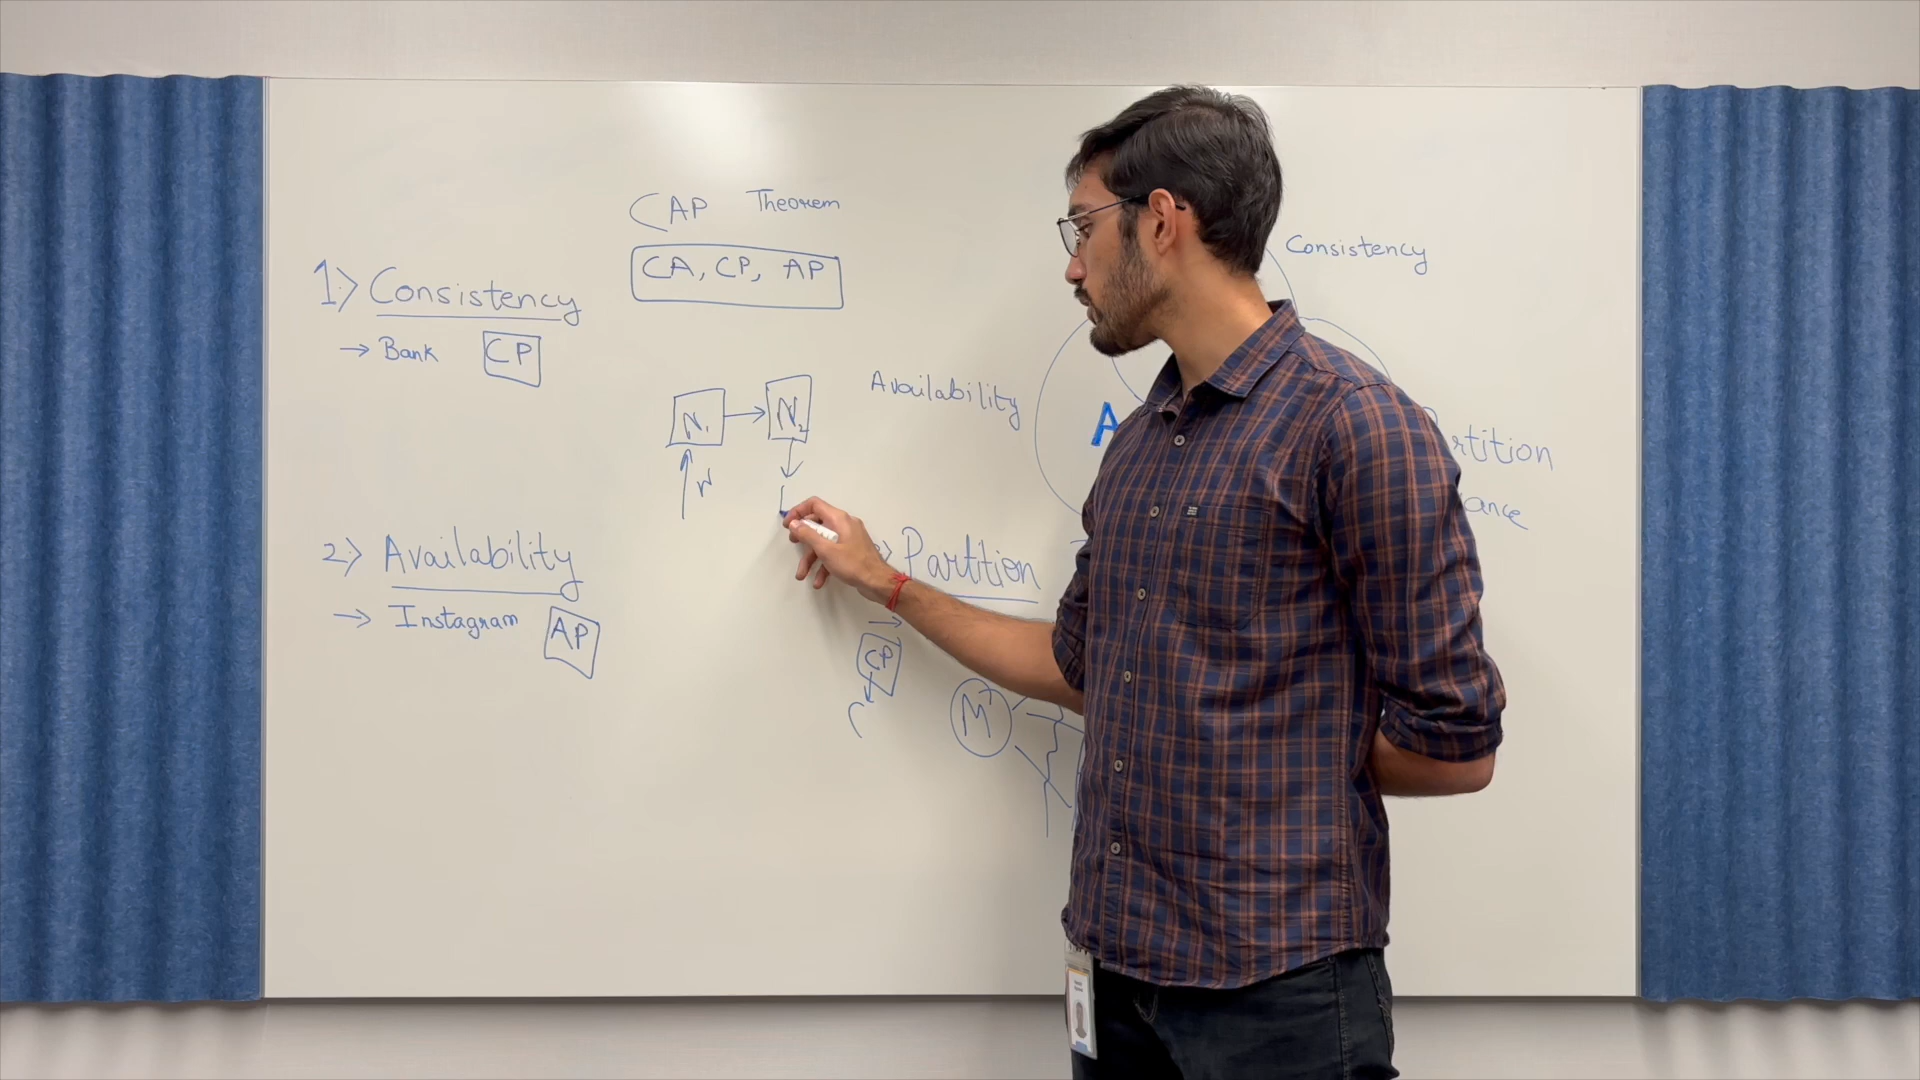 CAP Theorem
CA, CP, AP
1.> Consistency
→ Bank CP
N1 → N2
2.> Availability
→ Instagram AP
Consistency
Availability
A
Partition
CP
M